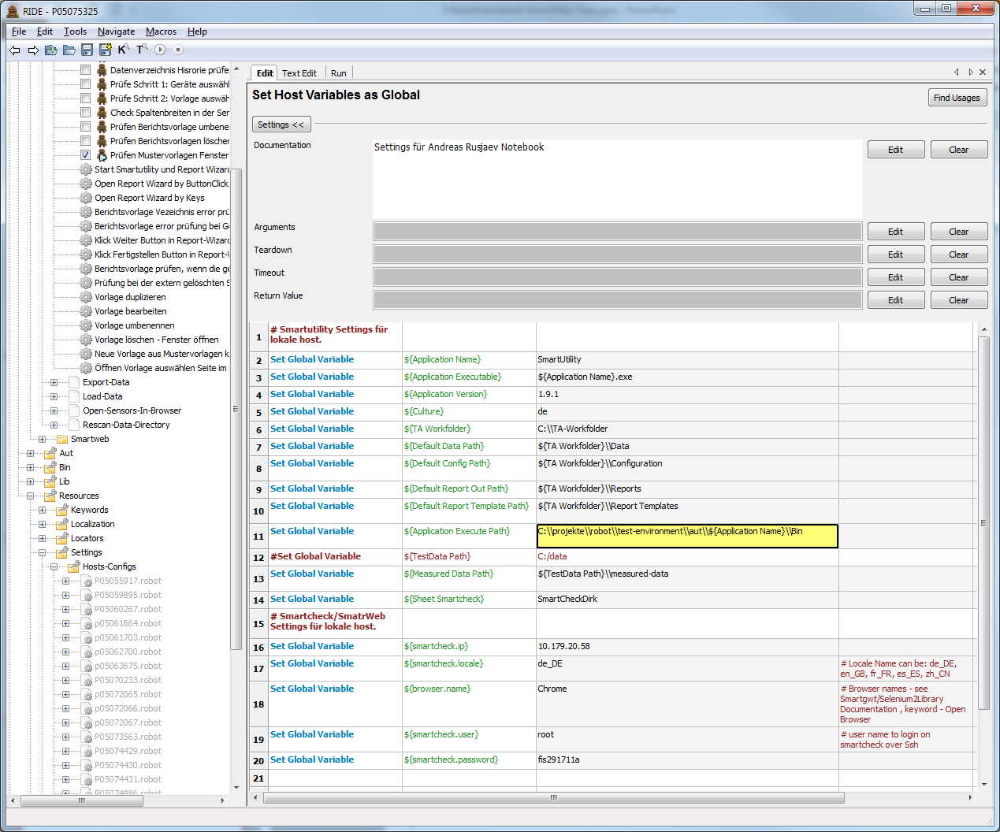 RIDE - P05075325
File Edit Tools Navigate Macros Help
Datenverzeichnis Hisrorie prüfe
Prüfe Schritt 1: Geräte auswähl
Prüfe Schritt 2: Vorlage auswäh
Check Spaltenbreiten in der Ser
Prüfen Berichtsvorlage umbene
Prüfen Berichtsvorlagen löscher
Prüfen Mustervorlagen Fenster
Start Smartutility und Report Wizard
Open Report Wizard by ButtonClick
Open Report Wizard by Keys
Berichtsvorlage Vezeichnis error prü
Berichtsvorlage error prüfung bei Ge
Klick Weiter Button in Report-Wizard
Klick Fertigstellen Button in Report-W
Berichtsvorlage prüfen, wenn die ge
Prüfung bei der extern gelöschten S
Vorlage duplizieren
Vorlage bearbeiten
Vorlage umbenennen
Vorlage löschen - Fenster öffnen
Neue Vorlage aus Mustervorlagen k
Öffnen Vorlage auswählen Seite im
Export-Data
Load-Data
Open-Sensors-In-Browser
Rescan-Data-Directory
Smartweb
Aut
Bin
Lib
Resources
Keywords
Localization
Locators
Settings
Hosts-Configs
P05055917.robot
P05059895.robot
P05060267.robot
p05061664.robot
p05061703.robot
p05062700.robot
p05063675.robot
P05070233.robot
p05072065.robot
p05072066.robot
p05072067.robot
P05073563.robot
P05074429.robot
P05074430.robot
P05074431.robot
P05074986.robot
Edit Text Edit Run
Set Host Variables as Global
Find Usages
Settings <<
Documentation Settings für Andreas Rusjaev Notebook Edit Clear
Arguments Edit Clear
Teardown Edit Clear
Timeout Edit Clear
Return Value Edit Clear
1 # Smartutility Settings für
lokale host.
2 Set Global Variable ${Application Name} SmartUtility
3 Set Global Variable ${Application Executable} ${Application Name}.exe
4 Set Global Variable ${Application Version} 1.9.1
5 Set Global Variable ${Culture} de
6 Set Global Variable ${TA Workfolder} C:\\TA-Workfolder
7 Set Global Variable ${Default Data Path} ${TA Workfolder}\\Data
8 Set Global Variable ${Default Config Path} ${TA Workfolder}\\Configuration
9 Set Global Variable ${Default Report Out Path} ${TA Workfolder}\\Reports
10 Set Global Variable ${Default Report Template Path} ${TA Workfolder}\\Report Templates
11 Set Global Variable ${Application Execute Path} C:\\projekte\\robot\\test-environment\\aut\\${Application Name}\\Bin
12 #Set Global Variable ${TestData Path} C:/data
13 Set Global Variable ${Measured Data Path} ${TestData Path}\\measured-data
14 Set Global Variable ${Sheet Smartcheck} SmartCheckDirk
15 # Smartcheck/SmatrWeb
Settings für lokale host.
16 Set Global Variable ${smartcheck.ip} 10.179.20.58
17 Set Global Variable ${smartcheck.locale} de_DE # Locale Name can be: de_DE,
en_GB, fr_FR, es_ES, zh_CN
18 Set Global Variable ${browser.name} Chrome # Browser names - see
Smartgwt/Selenium2Library
Documentation , keyword - Open
Browser
19 Set Global Variable ${smartcheck.user} root # user name to login on
smartcheck over Ssh
20 Set Global Variable ${smartcheck.password} fis291711a
21